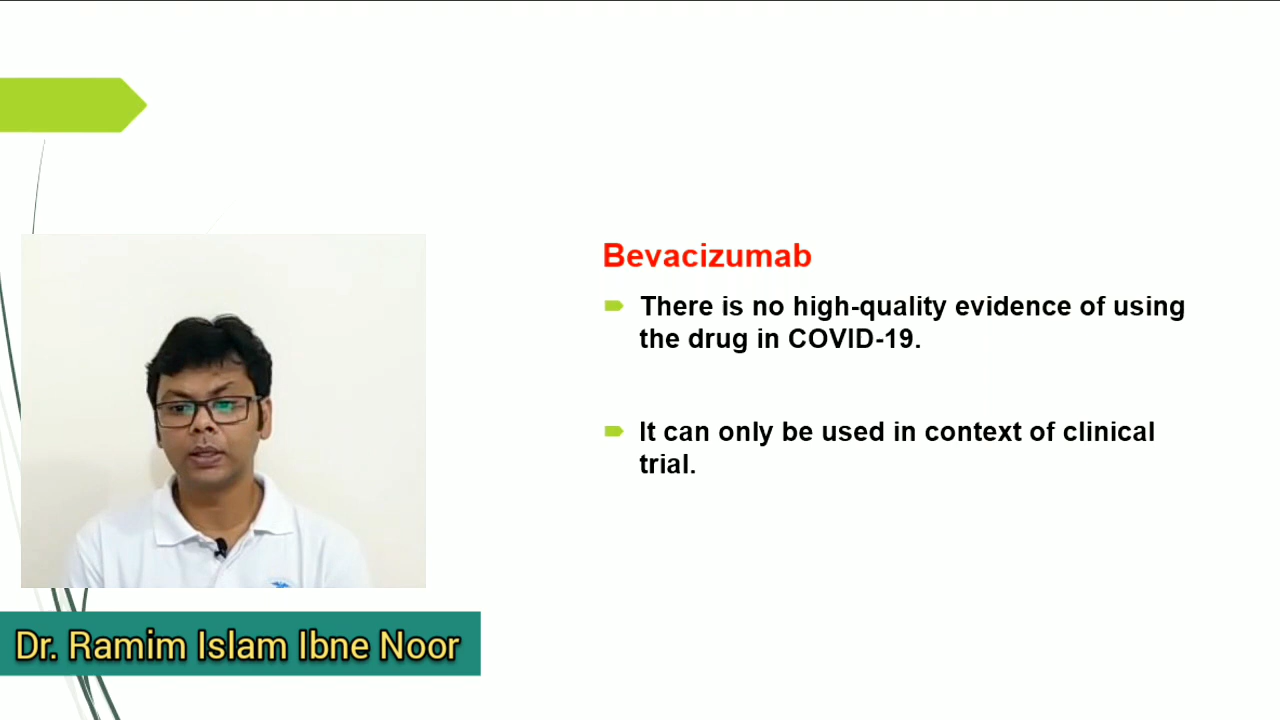 Bevacizumab
There is no high-quality evidence of using
the drug in COVID-19.
It can only be used in context of clinical
trial.
Dr. Ramim Islam Ibne Noor